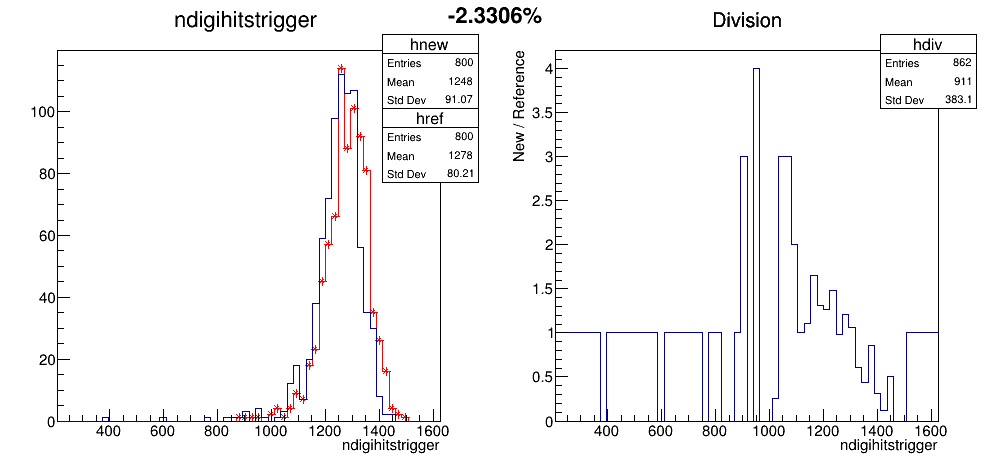 -2.3306%
ndigihitstrigger
hnew
Entries 800
Mean 1248
Std Dev 91.07
href
Entries 800
Mean 1278
Std Dev 80.21
100
80
60
40
20
0
400 600 800 1000 1200 1400 1600
ndigihitstrigger
Division
hdiv
Entries 862
Mean 911
Std Dev 383.1
New / Reference
4
3.5
3
2.5
2
1.5
1
0.5
0
400 600 800 1000 1200 1400 1600
ndigihitstrigger